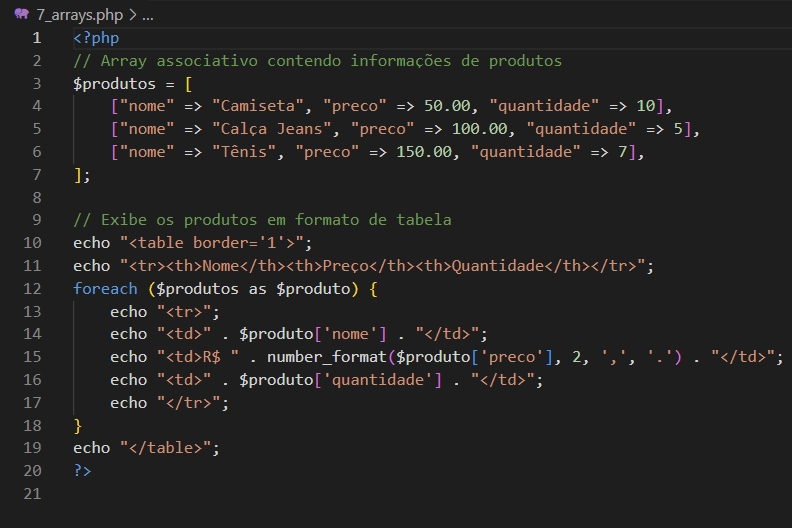 7_arrays.php > ...
1 <?php
2 // Array associativo contendo informações de produtos
3 $produtos = [
4     ["nome" => "Camiseta", "preco" => 50.00, "quantidade" => 10],
5     ["nome" => "Calça Jeans", "preco" => 100.00, "quantidade" => 5],
6     ["nome" => "Tênis", "preco" => 150.00, "quantidade" => 7],
7 ];
8
9 // Exibe os produtos em formato de tabela
10 echo "<table border='1'>";
11 echo "<tr><th>Nome</th><th>Preço</th><th>Quantidade</th></tr>";
12 foreach ($produtos as $produto) {
13     echo "<tr>";
14     echo "<td>" . $produto['nome'] . "</td>";
15     echo "<td>R$ " . number_format($produto['preco'], 2, ',', '.') . "</td>";
16     echo "<td>" . $produto['quantidade'] . "</td>";
17     echo "</tr>";
18 }
19 echo "</table>";
20 ?>
21